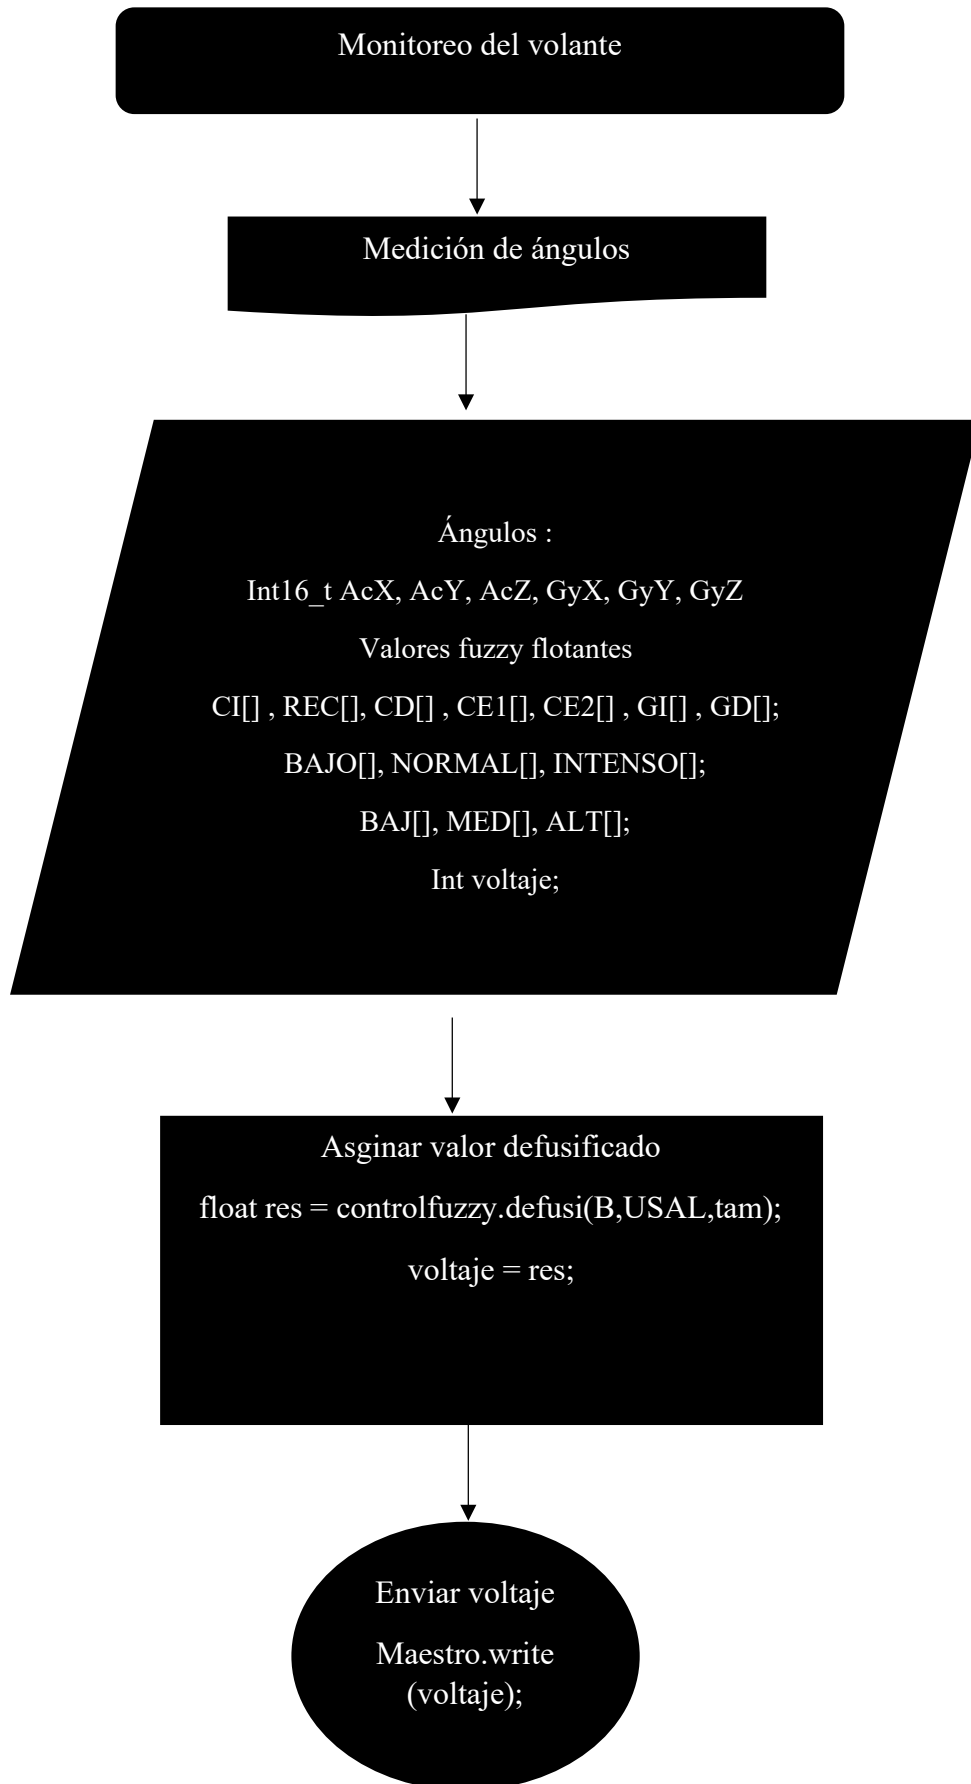 Monitoreo del volante
Medición de ángulos
Ángulos :
Int16_t AcX, AcY, AcZ, GyX, GyY, GyZ
Valores fuzzy flotantes
CI[] , REC[], CD[] , CE1[], CE2[] , GI[] , GD[];
BAJO[], NORMAL[], INTENSO[];
BAJ[], MED[], ALT[];
Int voltaje;
Asginar valor defusificado
float res = controlfuzzy.defusi(B,USAL,tam);
voltaje = res;
Enviar voltaje
Maestro.write
(voltaje);